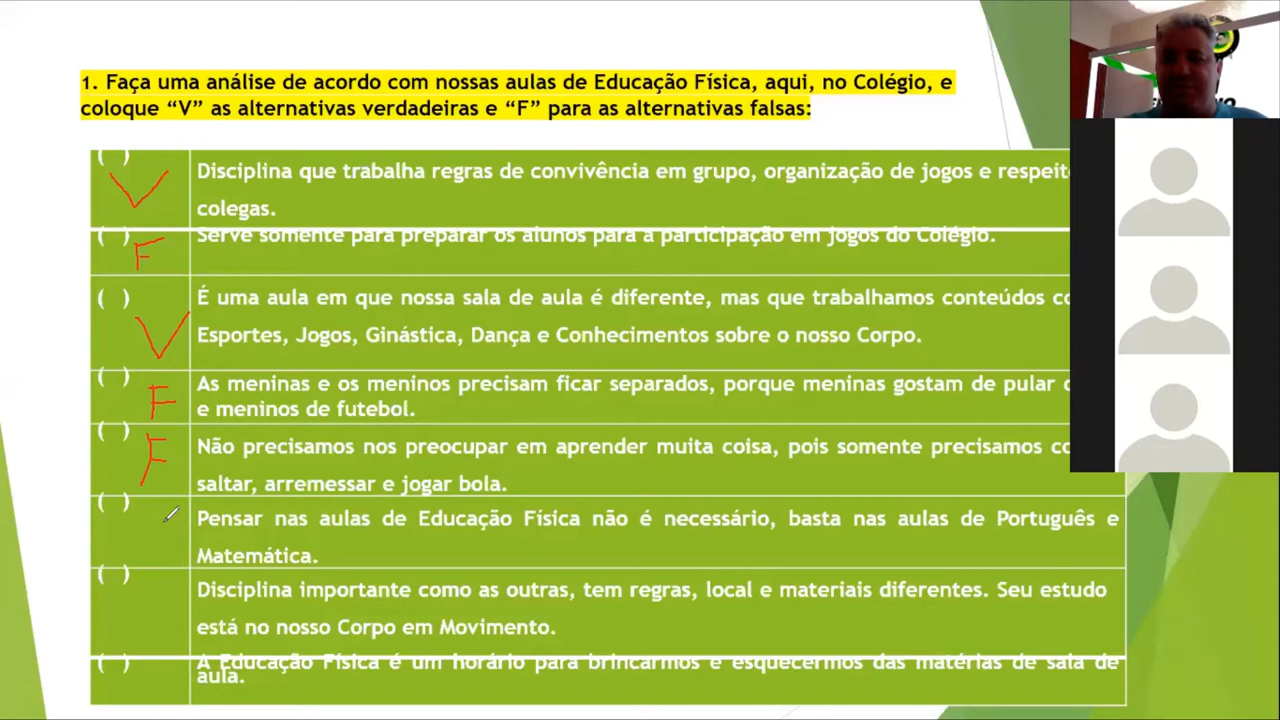 1. Faça uma análise de acordo com nossas aulas de Educação Física, aqui, no Colégio, e
coloque “V” as alternativas verdadeiras e “F” para as alternativas falsas:
( )
V
Disciplina que trabalha regras de convivência em grupo, organização de jogos e
colegas.
( )
F
Serve somente para preparar os alunos para a participação em jogos do Colégio.
( )
V
É uma aula em que nossa sala de aula é diferente, mas que trabalhamos conteúdos
Esportes, Jogos, Ginástica, Dança e Conhecimentos sobre o nosso Corpo.
( )
F
As meninas e os meninos precisam ficar separados, porque meninas gostam de pular
e meninos de futebol.
( )
F
Não precisamos nos preocupar em aprender muita coisa, pois somente precisamos
saltar, arremessar e jogar bola.
( )
Pensar nas aulas de Educação Física não é necessário, basta nas aulas de Português e
Matemática.
( )
Disciplina importante como as outras, tem regras, local e materiais diferentes. Seu estudo
está no nosso Corpo em Movimento.
( )
A Educação Física é um horário para brincarmos e esquecermos das matérias de sala de
aula.